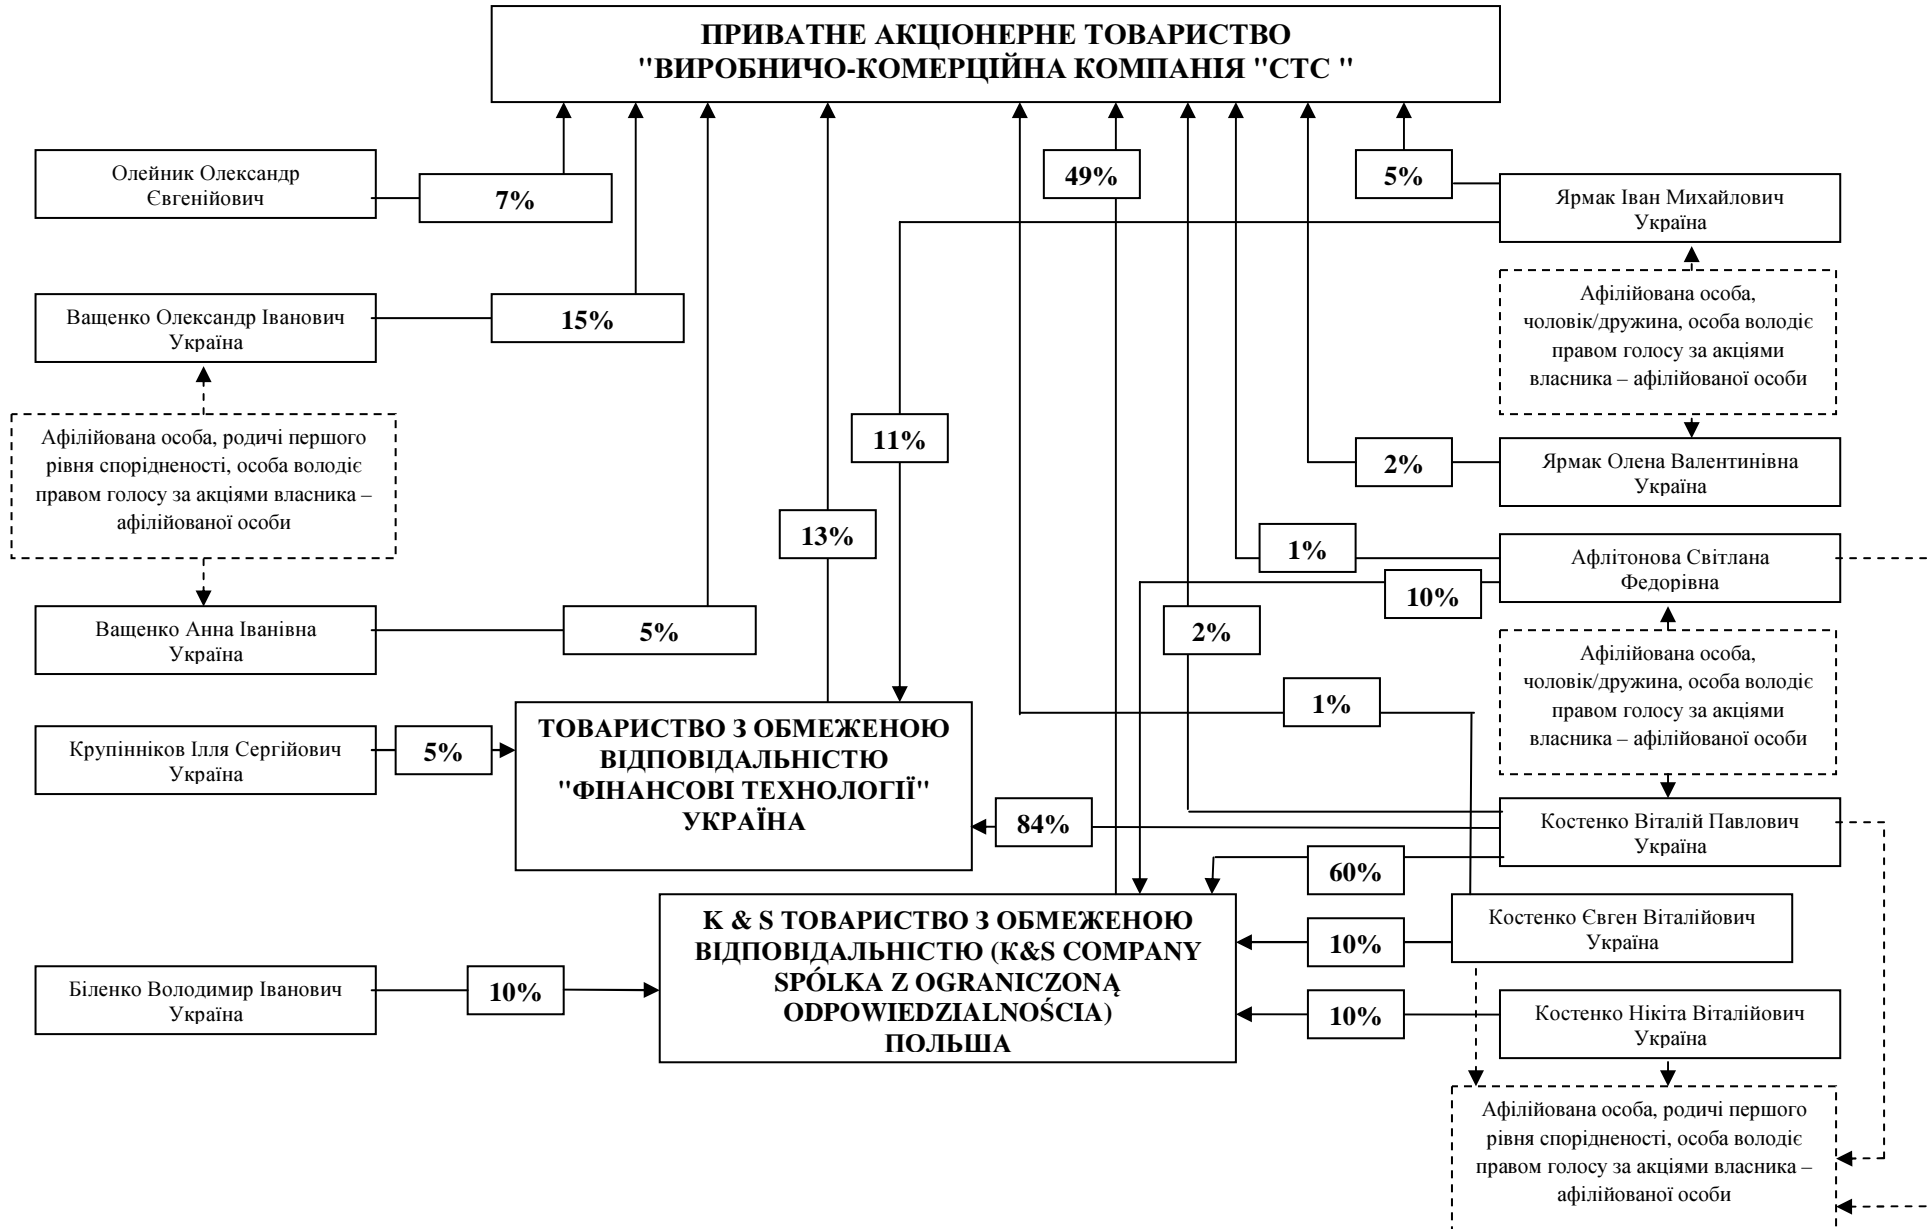 ПРИВАТНЕ АКЦІОНЕРНЕ ТОВАРИСТВО
"ВИРОБНИЧО-КОМЕРЦІЙНА КОМПАНІЯ "СТС "
Олейник Олександр
Євгенійович
7%
49%
5%
Ярмак Іван Михайлович
Україна
Ващенко Олександр Іванович
Україна
15%
Афілійована особа,
чоловік/дружина, особа володіє
правом голосу за акціями
власника – афілійованої особи
Афілійована особа, родичі першого
рівня спорідненості, особа володіє
правом голосу за акціями власника –
афілійованої особи
11%
2%
Ярмак Олена Валентинівна
Україна
13%
1%
Афлітонова Світлана
Федорівна
10%
Ващенко Анна Іванівна
Україна
5%
2%
Афілійована особа,
чоловік/дружина, особа володіє
правом голосу за акціями
власника – афілійованої особи
1%
Крупінніков Ілля Сергійович
Україна
5%
ТОВАРИСТВО З ОБМЕЖЕНОЮ
ВІДПОВІДАЛЬНІСТЮ
"ФІНАНСОВІ ТЕХНОЛОГІЇ"
УКРАЇНА
84%
Костенко Віталій Павлович
Україна
60%
K & S ТОВАРИСТВО З ОБМЕЖЕНОЮ
ВІДПОВІДАЛЬНІСТЮ (K&S COMPANY
SPÓLKA Z OGRANICZONĄ
ODPOWIEDZIALNOŚCIA)
ПОЛЬША
10%
Костенко Євген Віталійович
Україна
Біленко Володимир Іванович
Україна
10%
10%
Костенко Нікіта Віталійович
Україна
Афілійована особа, родичі першого
рівня спорідненості, особа володіє
правом голосу за акціями власника –
афілійованої особи